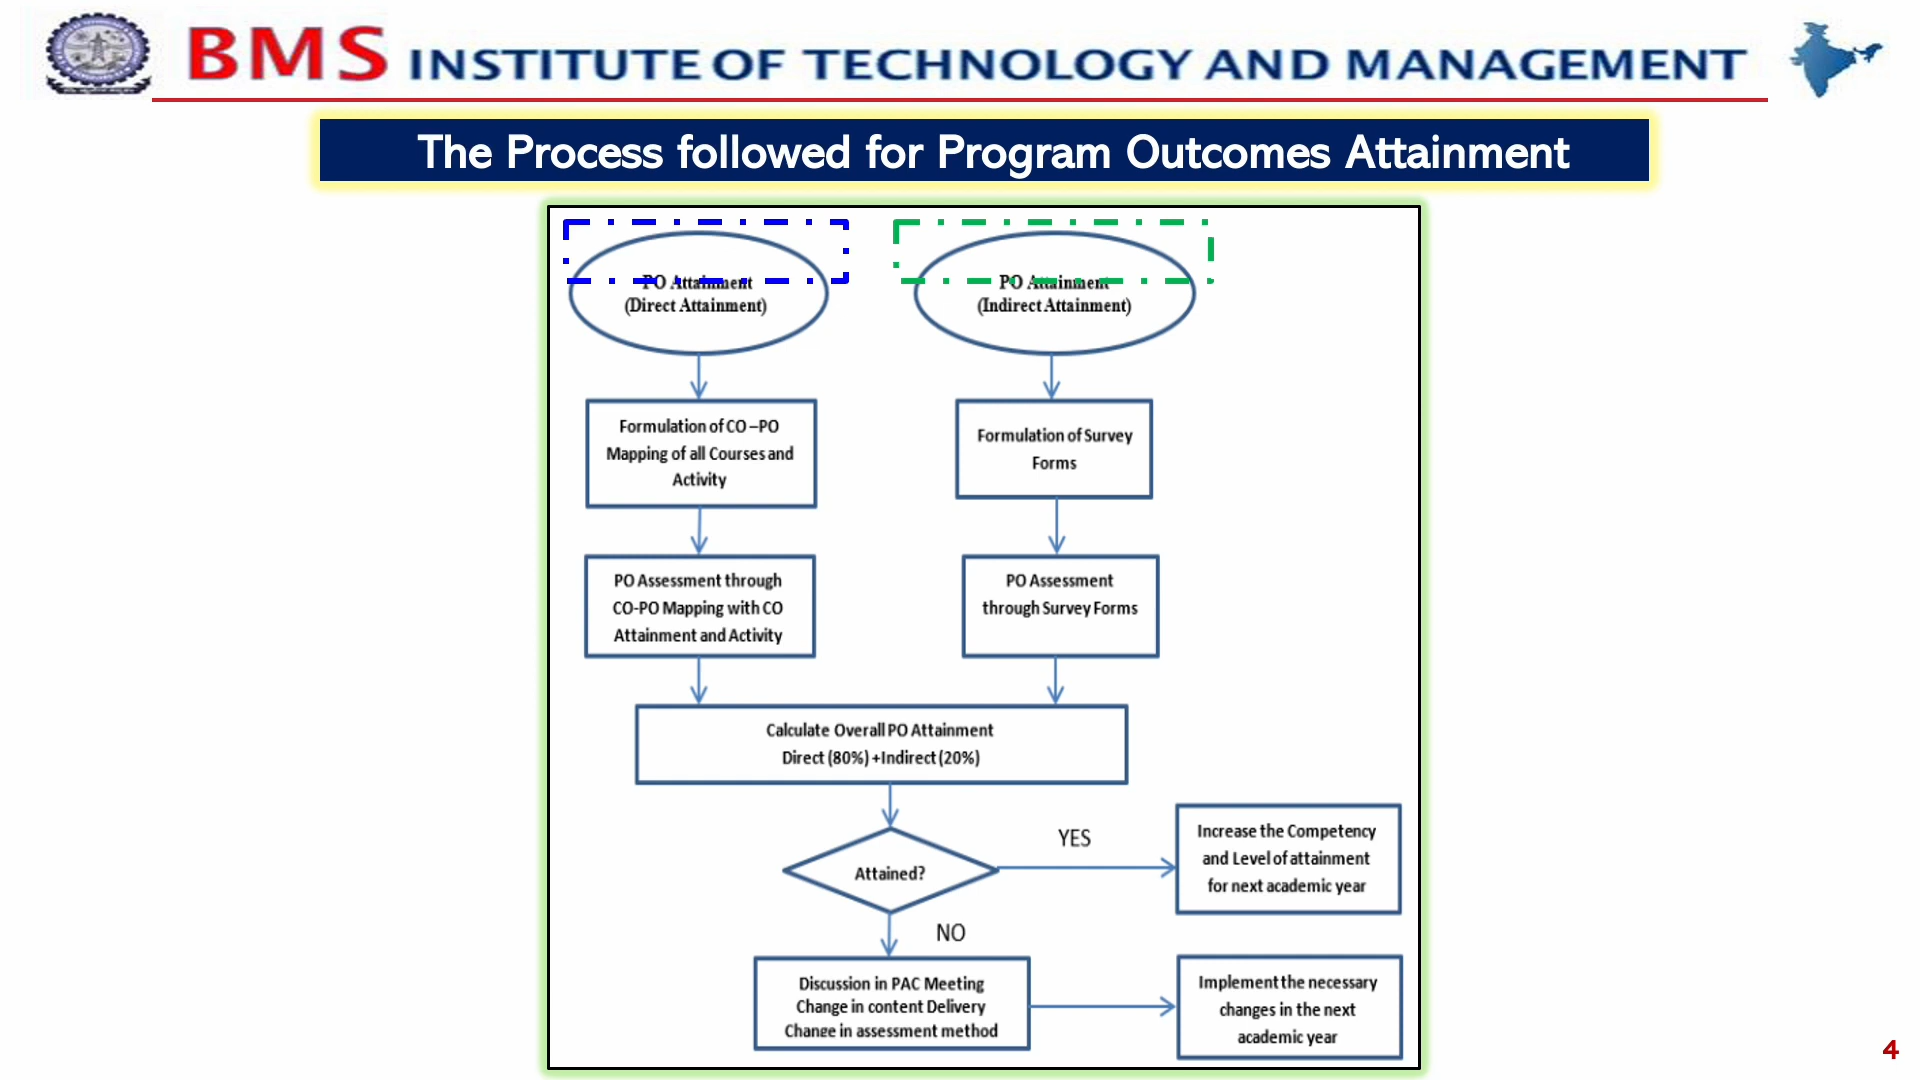 BMS INSTITUTE OF TECHNOLOGY AND MANAGEMENT
The Process followed for Program Outcomes Attainment
PO Attainment
(Direct Attainment)
PO Attainment
(Indirect Attainment)
Formulation of CO –PO
Mapping of all Courses and
Activity
Formulation of Survey
Forms
PO Assessment through
CO-PO Mapping with CO
Attainment and Activity
PO Assessment
through Survey Forms
Calculate Overall PO Attainment
Direct (80%) +Indirect (20%)
Attained?
YES
Increase the Competency
and Level of attainment
for next academic year
NO
Discussion in PAC Meeting
Change in content Delivery
Change in assessment method
Implement the necessary
changes in the next
academic year
4